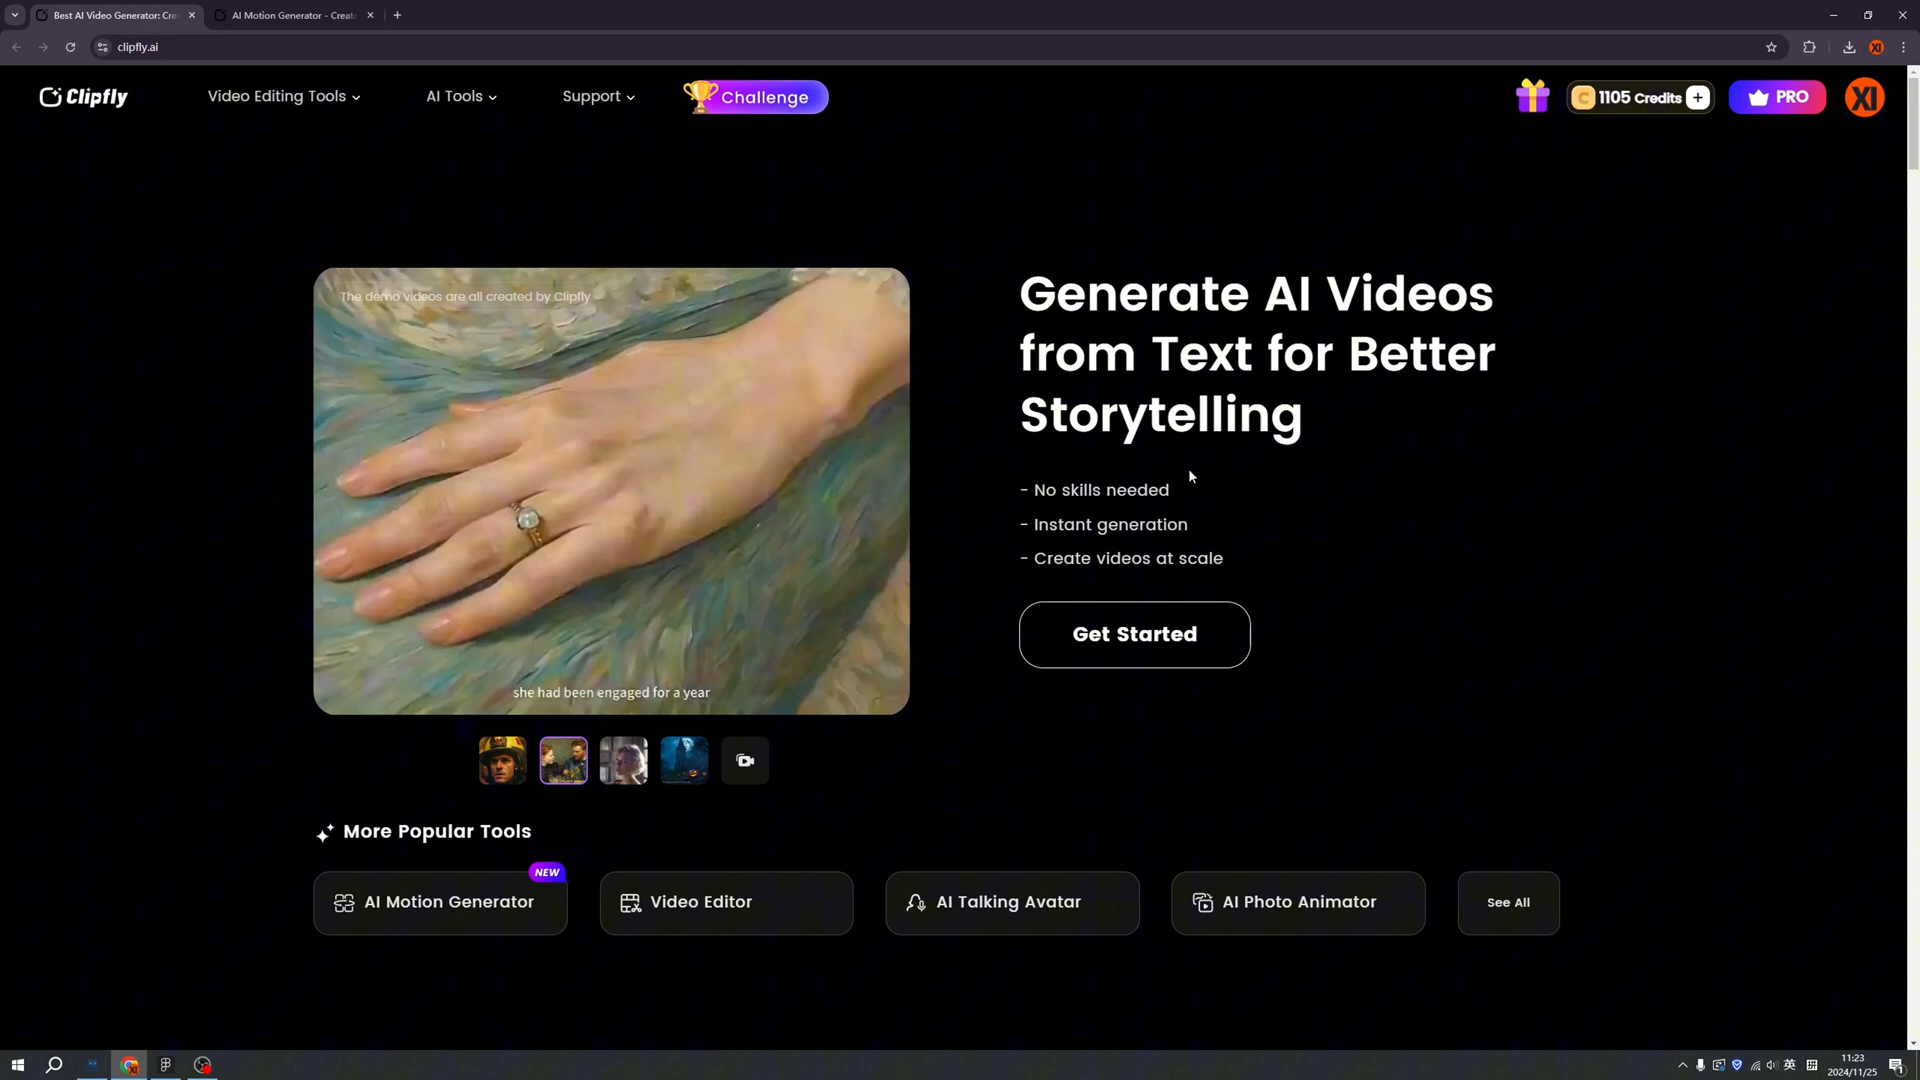 Best AI Video Generator: Cre
AI Motion Generator - Creat
clipfly.ai
Clipfly
Video Editing Tools
AI Tools
Support
Challenge
C 1105 Credits +
PRO
XI
The demo videos are all created by Clipfly
she had been engaged for a year
Generate AI Videos
from Text for Better
Storytelling
- No skills needed
- Instant generation
- Create videos at scale
Get Started
More Popular Tools
NEW
AI Motion Generator
Video Editor
AI Talking Avatar
AI Photo Animator
See All
英
11:23
2024/11/25